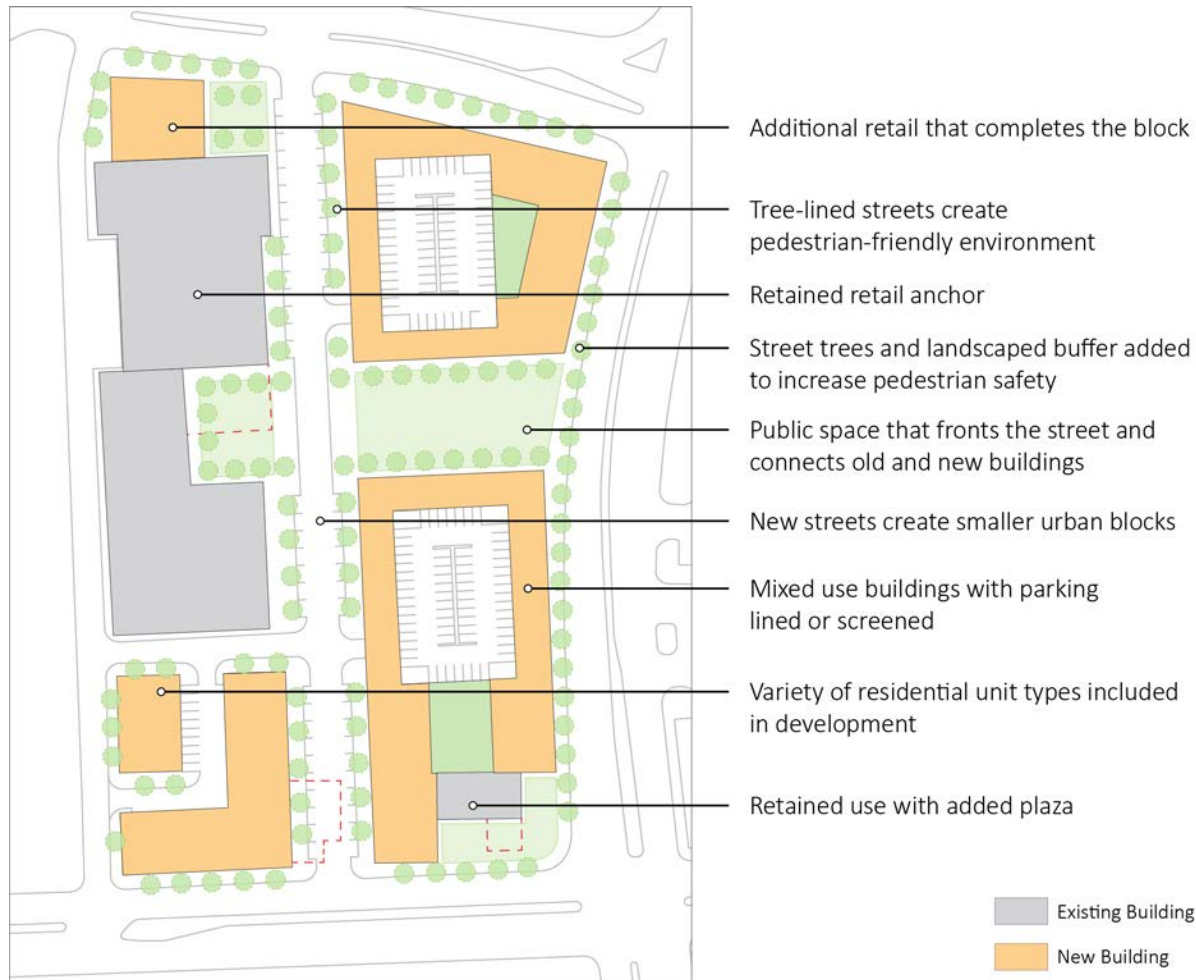 Additional retail that completes the block
Tree-lined streets create
pedestrian-friendly environment
Retained retail anchor
Street trees and landscaped buffer added
to increase pedestrian safety
Public space that fronts the street and
connects old and new buildings
New streets create smaller urban blocks
Mixed use buildings with parking
lined or screened
Variety of residential unit types included
in development
Retained use with added plaza
Existing Building
New Building